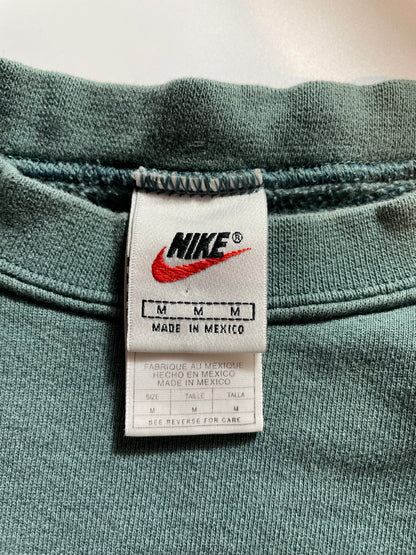 NIKE®
M M M
MADE IN MEXICO
FABRIQUE AU MEXIQUE
HECHO EN MEXICO
MADE IN MEXICO
SIZE TAILLE TALLA
M M M
SEE REVERSE FOR CARE